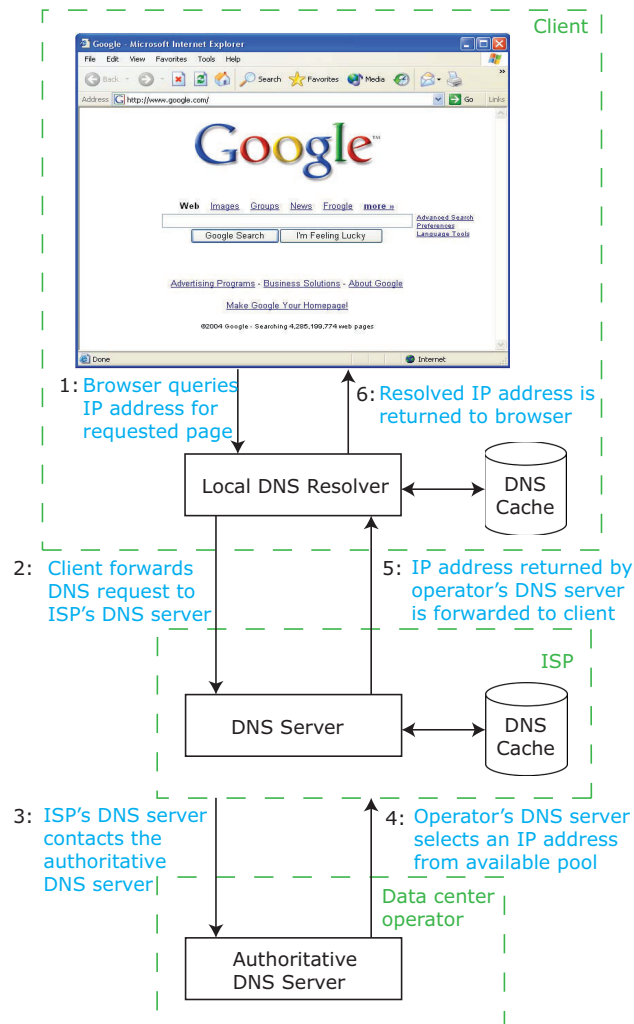 Client
Google - Microsoft Internet Explorer
File Edit View Favorites Tools Help
Back Search Favorites Media »
Address http://www.google.com/ Go Links
Google™
Web Images Groups News Froogle more »
Advanced Search
Preferences
Language Tools
Google Search I'm Feeling Lucky
Advertising Programs - Business Solutions - About Google
Make Google Your Homepage!
©2004 Google - Searching 4,285,199,774 web pages
Done Internet
1: Browser queries
IP address for
requested page
6: Resolved IP address is
returned to browser
Local DNS Resolver
DNS
Cache
2: Client forwards
DNS request to
ISP's DNS server
5: IP address returned by
operator's DNS server
is forwarded to client
ISP
DNS Server
DNS
Cache
3: ISP's DNS server
contacts the
authoritative
DNS server
4: Operator's DNS server
selects an IP address
from available pool
Data center
operator
Authoritative
DNS Server